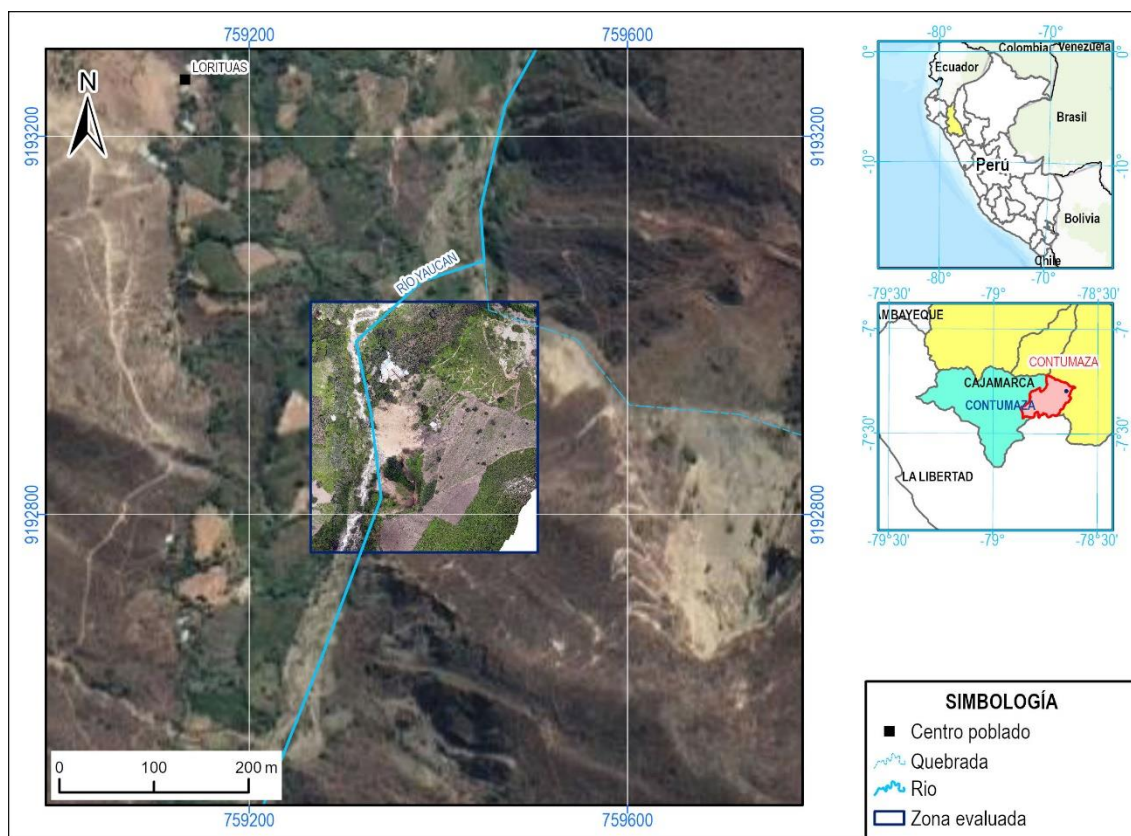 759200
759600
LORITUAS
N
9193200
9193200
RÍO YAUCAN
9192800
9192800
0
100
200 m
759200
759600
-80°
-70°
Colombia
Venezuela
0°
0°
Ecuador
Brasil
-10°
-10°
Perú
Bolivia
Chile
-80°
-70°
-79°30'
-79°
-78°30'
AMBAYEQUE
-7°
-7°
CONTUMAZA
CAJAMARCA
CONTUMAZA
-7°30'
-7°30'
LA LIBERTAD
-79°30'
-79°
-78°30'
SIMBOLOGÍA
Centro poblado
Quebrada
Rio
Zona evaluada